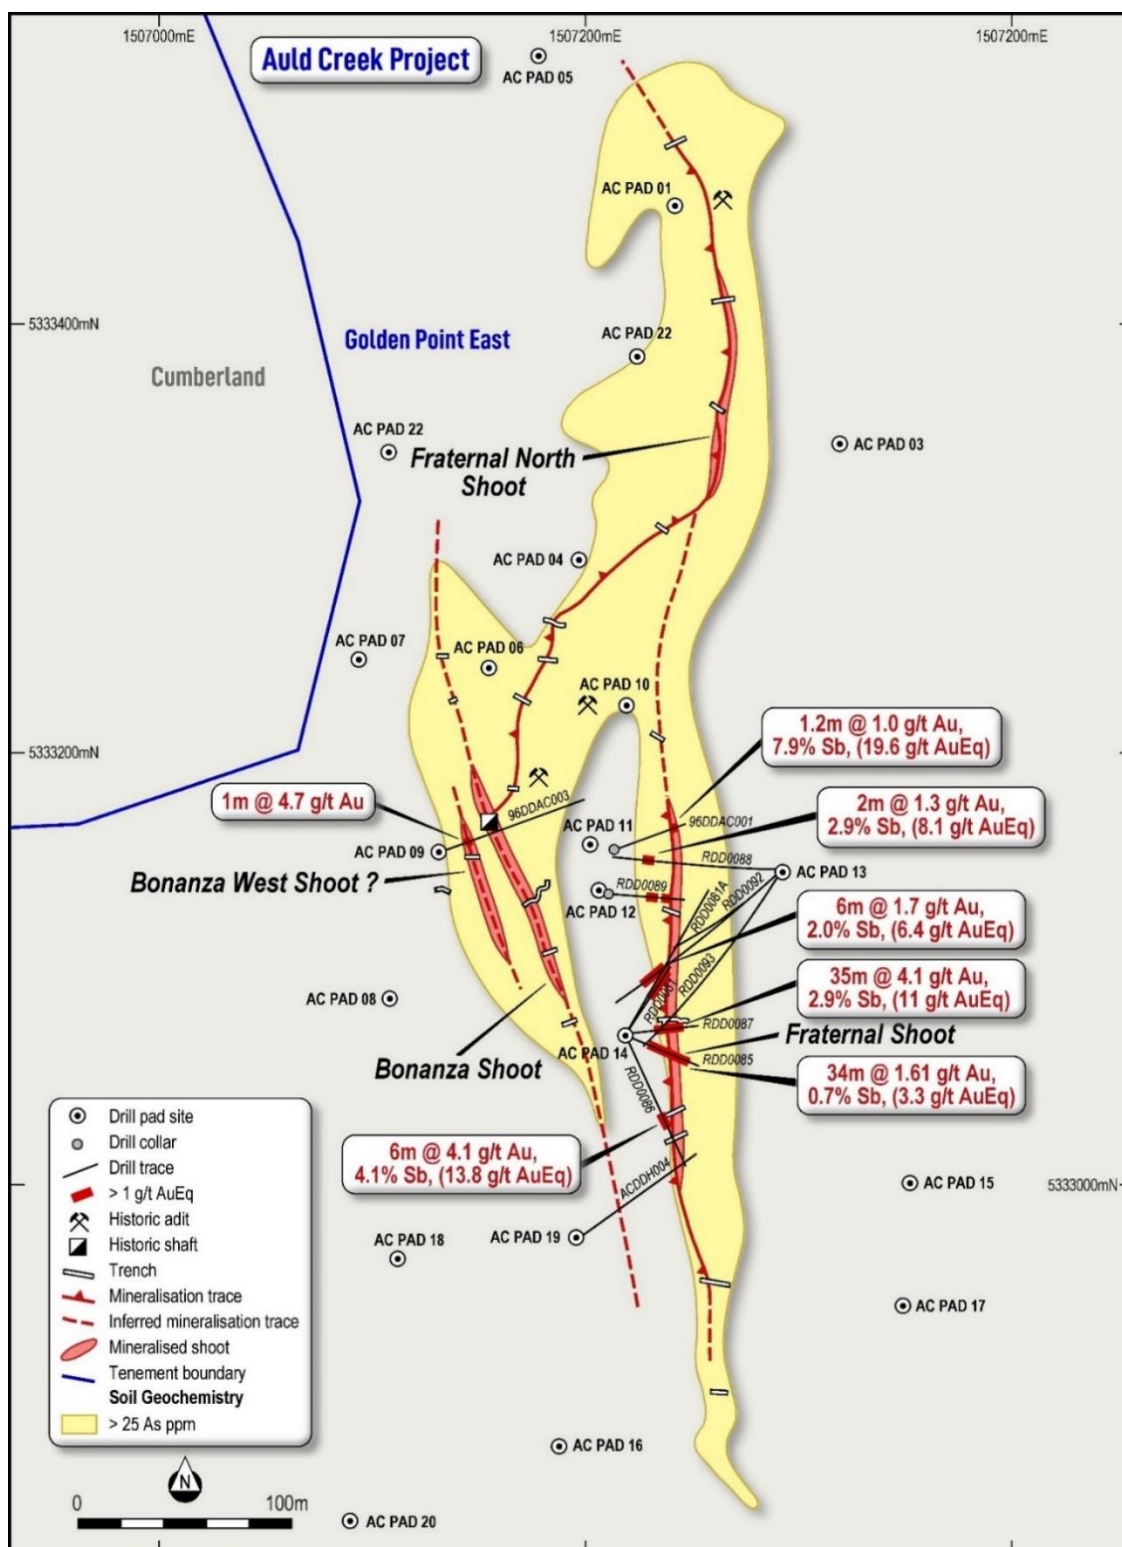 1507000mE
1507200mE
1507200mE
Auld Creek Project
AC PAD 05
AC PAD 01
5333400mN
Golden Point East
AC PAD 22
Cumberland
AC PAD 22
AC PAD 03
Fraternal North
Shoot
AC PAD 04
AC PAD 07
AC PAD 06
AC PAD 10
5333200mN
1.2m @ 1.0 g/t Au,
7.9% Sb, (19.6 g/t AuEq)
1m @ 4.7 g/t Au
96DDAC003
96DDAC001
2m @ 1.3 g/t Au,
2.9% Sb, (8.1 g/t AuEq)
AC PAD 11
AC PAD 09
RDD0088
AC PAD 13
Bonanza West Shoot ?
RDD0089
AC PAD 12
RDD0081A
RDD0092
6m @ 1.7 g/t Au,
2.0% Sb, (6.4 g/t AuEq)
RDD0081
RDD0093
35m @ 4.1 g/t Au,
2.9% Sb, (11 g/t AuEq)
AC PAD 08
RDD0087
Fraternal Shoot
AC PAD 14
RDD0085
Bonanza Shoot
34m @ 1.61 g/t Au,
0.7% Sb, (3.3 g/t AuEq)
RDD0086
6m @ 4.1 g/t Au,
4.1% Sb, (13.8 g/t AuEq)
ACDDH004
AC PAD 15
5333000mN
AC PAD 18
AC PAD 19
AC PAD 17
AC PAD 16
AC PAD 20
Drill pad site
Drill collar
Drill trace
> 1 g/t AuEq
Historic adit
Historic shaft
Trench
Mineralisation trace
Inferred mineralisation trace
Mineralised shoot
Tenement boundary
Soil Geochemistry
> 25 As ppm
N
0
100m